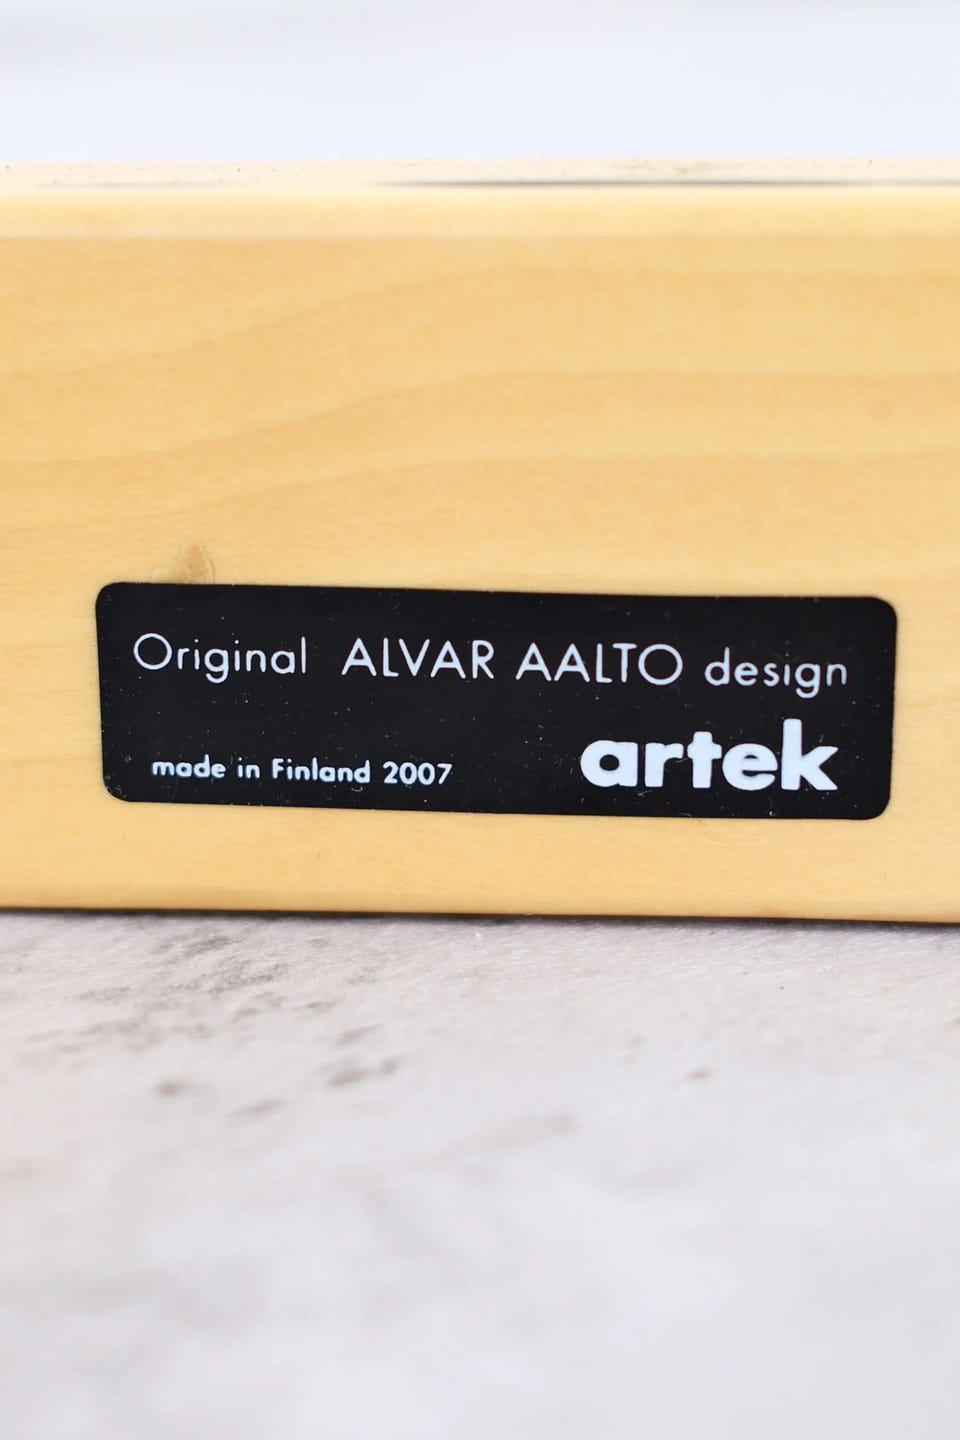 Original ALVAR AALTO design
artek
made in Finland 2007